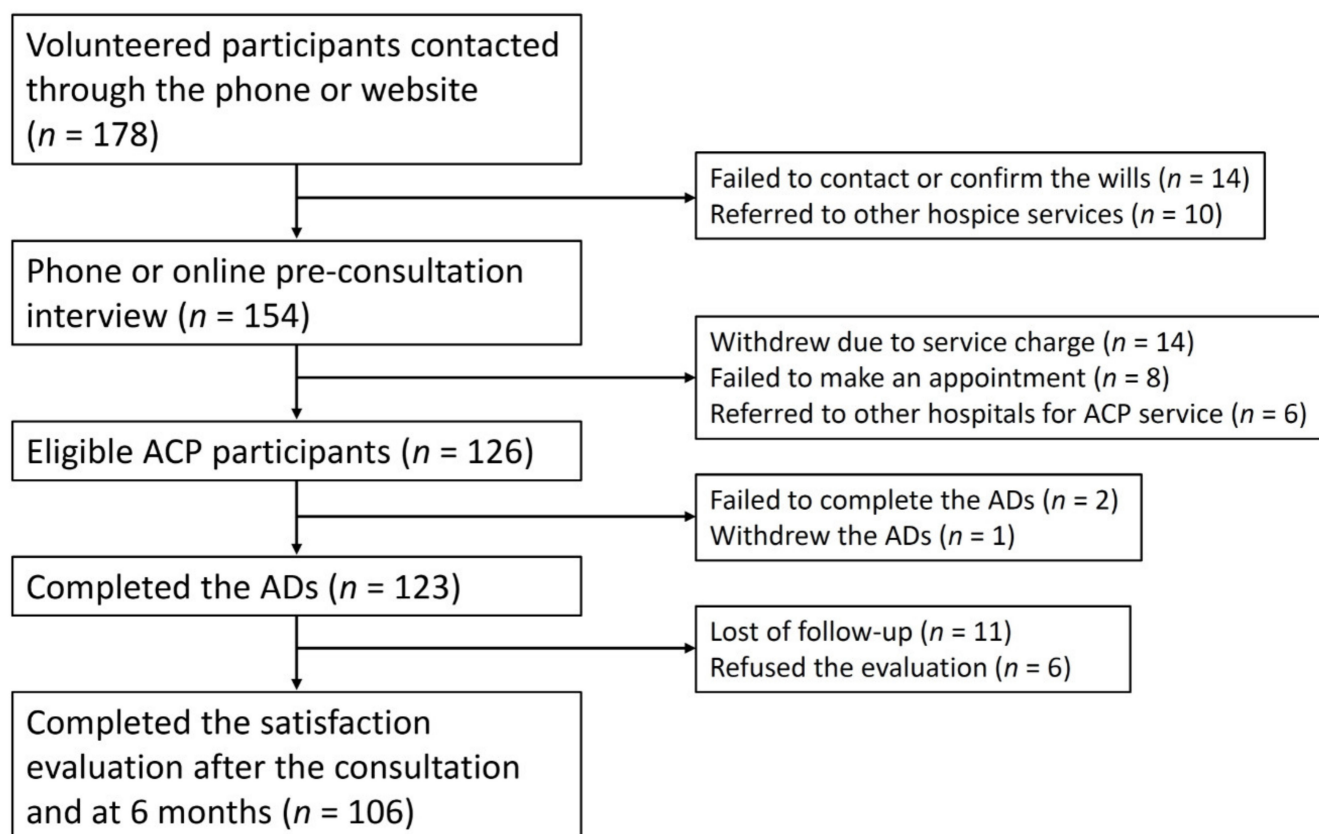 Volunteered participants contacted
through the phone or website
(n = 178)
Failed to contact or confirm the wills (n = 14)
Referred to other hospice services (n = 10)
Phone or online pre-consultation
interview (n = 154)
Withdrew due to service charge (n = 14)
Failed to make an appointment (n = 8)
Referred to other hospitals for ACP service (n = 6)
Eligible ACP participants (n = 126)
Failed to complete the ADs (n = 2)
Withdrew the ADs (n = 1)
Completed the ADs (n = 123)
Lost of follow-up (n = 11)
Refused the evaluation (n = 6)
Completed the satisfaction
evaluation after the consultation
and at 6 months (n = 106)